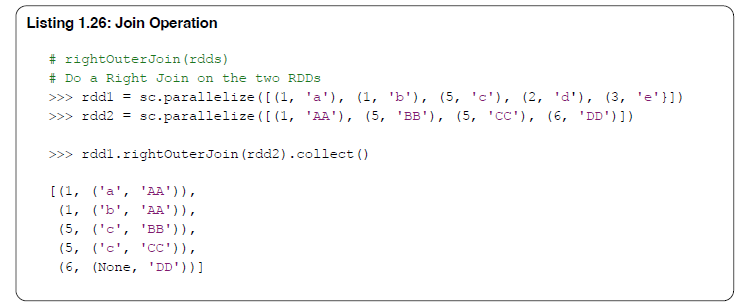 Listing 1.26: Join Operation
# rightOuterJoin(rdds)
# Do a Right Join on the two RDDs
>>> rdd1 = sc.parallelize([(1, 'a'), (1, 'b'), (5, 'c'), (2, 'd'), (3, 'e'}])
>>> rdd2 = sc.parallelize([(1, 'AA'), (5, 'BB'), (5, 'CC'), (6, 'DD')])
>>> rdd1.rightOuterJoin(rdd2).collect()
[(1, ('a', 'AA')),
(1, ('b', 'AA')),
(5, ('c', 'BB')),
(5, ('c', 'CC')),
(6, (None, 'DD'))]